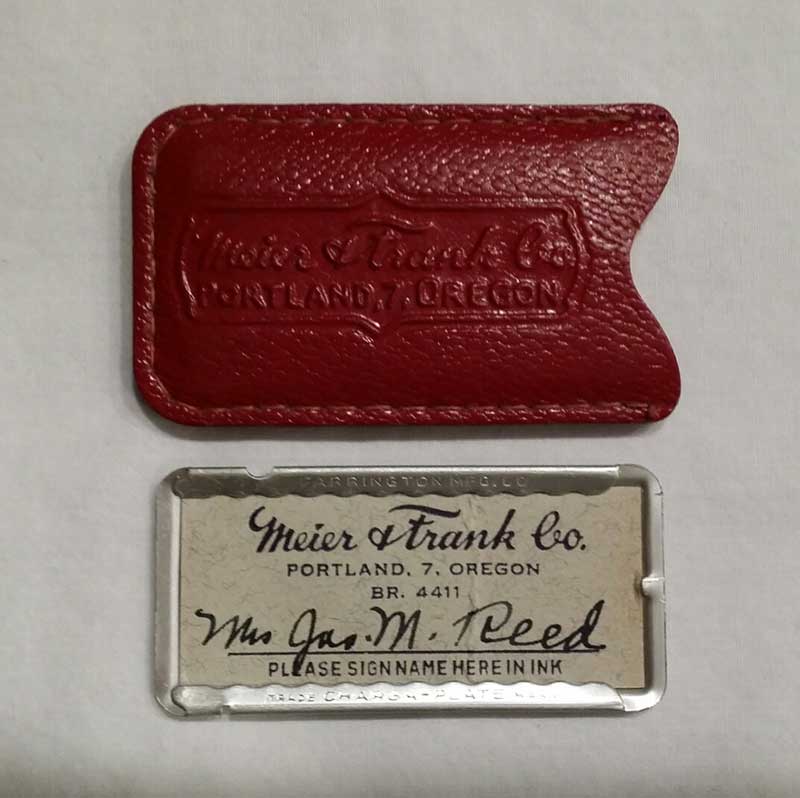 Meier & Frank Co.
PORTLAND, 7, OREGON
FARRINGTON MFG. CO
Meier & Frank Co.
PORTLAND, 7, OREGON
BR. 4411
Mrs Jas. M. Reed
PLEASE SIGN NAME HERE IN INK
CHARGA-PLATE